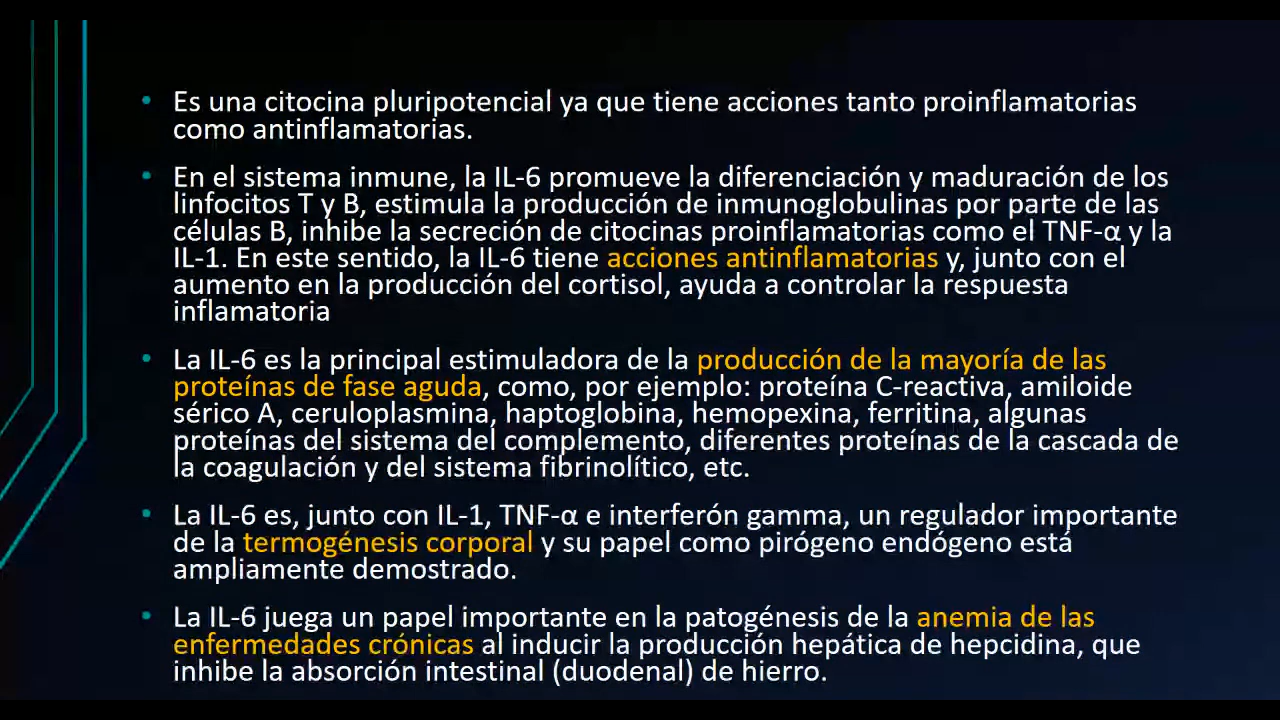 • Es una citocina pluripotencial ya que tiene acciones tanto proinflamatorias
como antinflamatorias.
• En el sistema inmune, la IL-6 promueve la diferenciación y maduración de los
linfocitos T y B, estimula la producción de inmunoglobulinas por parte de las
células B, inhibe la secreción de citocinas proinflamatorias como el TNF-α y la
IL-1. En este sentido, la IL-6 tiene acciones antinflamatorias y, junto con el
aumento en la producción del cortisol, ayuda a controlar la respuesta
inflamatoria
• La IL-6 es la principal estimuladora de la producción de la mayoría de las
proteínas de fase aguda, como, por ejemplo: proteína C-reactiva, amiloide
sérico A, ceruloplasmina, haptoglobina, hemopexina, ferritina, algunas
proteínas del sistema del complemento, diferentes proteínas de la cascada de
la coagulación y del sistema fibrinolítico, etc.
• La IL-6 es, junto con IL-1, TNF-α e interferón gamma, un regulador importante
de la termogénesis corporal y su papel como pirógeno endógeno está
ampliamente demostrado.
• La IL-6 juega un papel importante en la patogénesis de la anemia de las
enfermedades crónicas al inducir la producción hepática de hepcidina, que
inhibe la absorción intestinal (duodenal) de hierro.